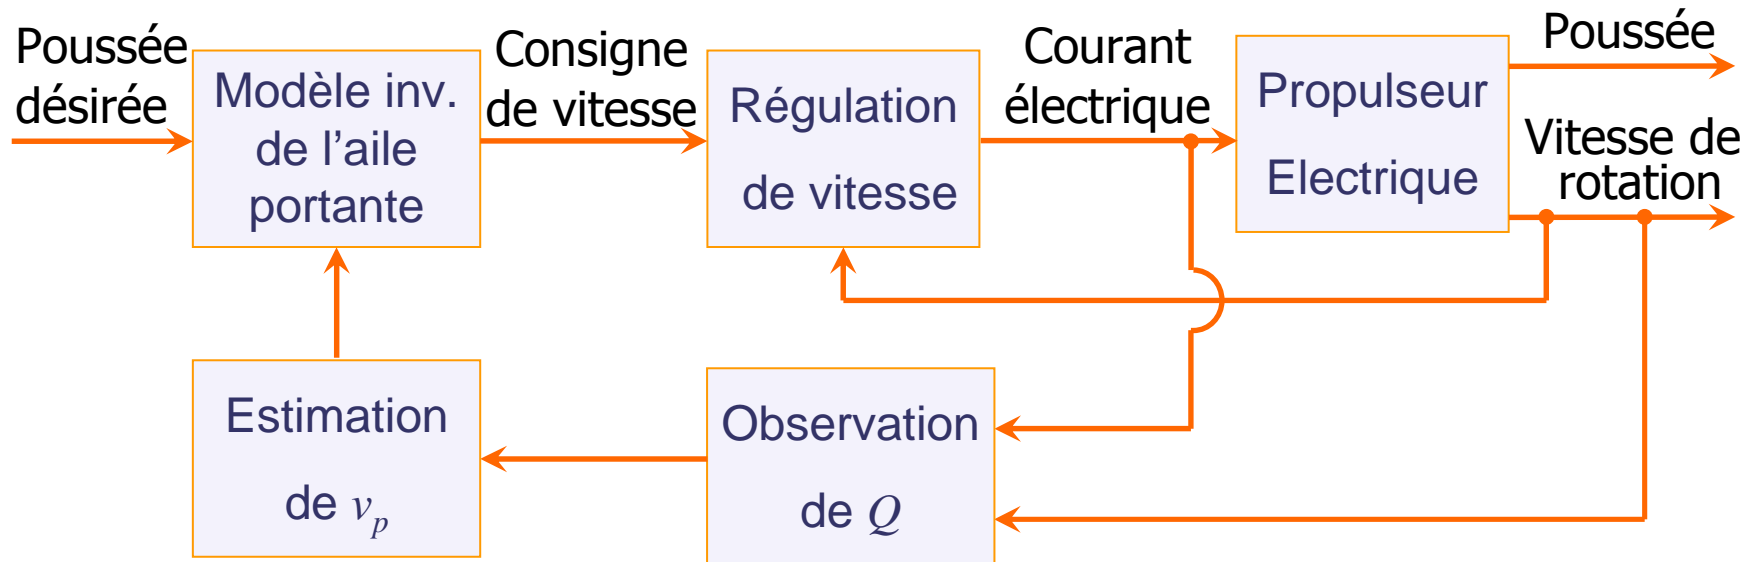 Poussée
désirée
Modèle inv.
de l'aile
portante
Consigne
de vitesse
Régulation
de vitesse
Courant
électrique
Propulseur
Electrique
Poussée
Vitesse de
rotation
Estimation
de v_p
Observation
de Q